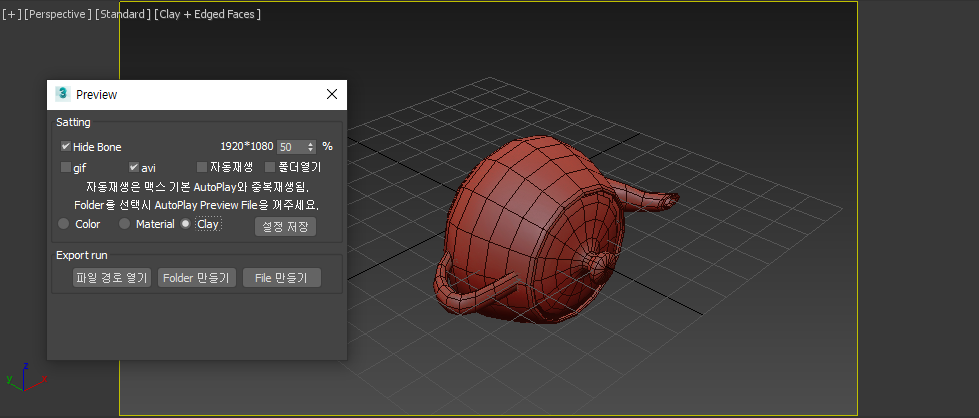 [+] [Perspective] [Standard] [Clay + Edged Faces]
3 Preview
Satting
Hide Bone 1920*1080 50 %
gif avi 자동재생 폴더열기
자동재생은 맥스 기본 AutoPlay와 중복재생됨.
Folder를 선택시 AutoPlay Preview File을 꺼주세요.
Color Material Clay 설정 저장
Export run
파일 경로 열기 Folder 만들기 File 만들기
z
y x